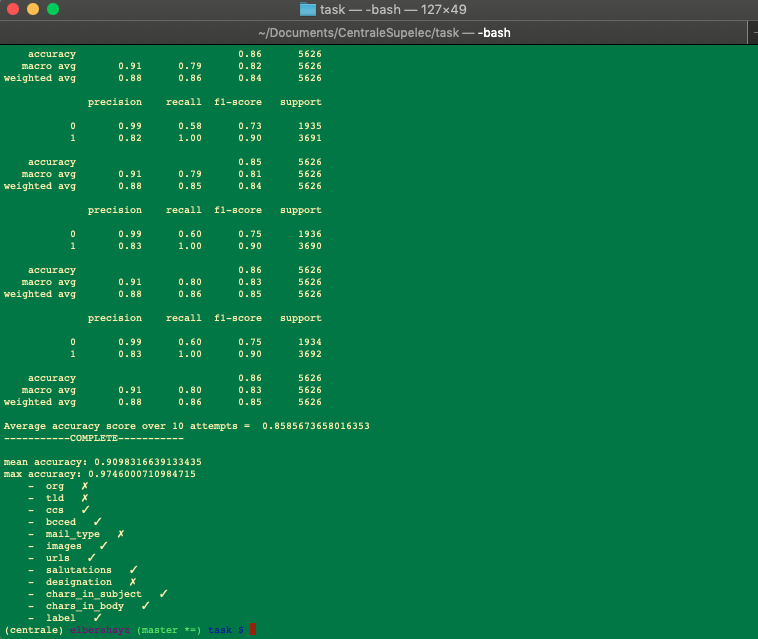 task — -bash — 127×49
~/Documents/CentraleSupelec/task — -bash
accuracy 0.86 5626
macro avg 0.91 0.79 0.82 5626
weighted avg 0.88 0.86 0.84 5626
precision recall f1-score support
0 0.99 0.58 0.73 1935
1 0.82 1.00 0.90 3691
accuracy 0.85 5626
macro avg 0.91 0.79 0.81 5626
weighted avg 0.88 0.85 0.84 5626
precision recall f1-score support
0 0.99 0.60 0.75 1936
1 0.83 1.00 0.90 3690
accuracy 0.86 5626
macro avg 0.91 0.80 0.83 5626
weighted avg 0.88 0.86 0.85 5626
precision recall f1-score support
0 0.99 0.60 0.75 1934
1 0.83 1.00 0.90 3692
accuracy 0.86 5626
macro avg 0.91 0.80 0.83 5626
weighted avg 0.88 0.86 0.85 5626
Average accuracy score over 10 attempts = 0.8585673658016353
-----------COMPLETE-----------
mean accuracy: 0.9098316639133435
max accuracy: 0.9746000710984715
- org ✗
- tld ✗
- ccs ✓
- bcced ✓
- mail_type ✗
- images ✓
- urls ✓
- salutations ✓
- designation ✗
- chars_in_subject ✓
- chars_in_body ✓
- label ✓
(centrale) elbershays (master *=) task $